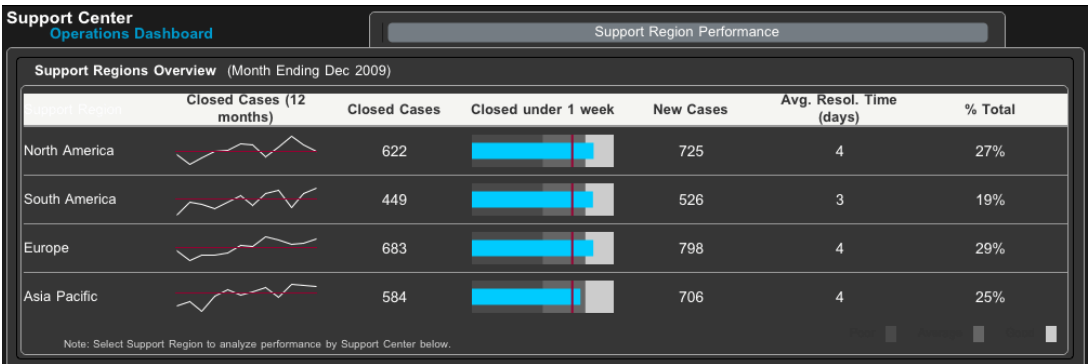 Support Center
Operations Dashboard
Support Region Performance
Support Regions Overview (Month Ending Dec 2009)
Support Region
Closed Cases (12 months)
Closed Cases
Closed under 1 week
New Cases
Avg. Resol. Time (days)
% Total
North America 622 725 4 27%
South America 449 526 3 19%
Europe 683 798 4 29%
Asia Pacific 584 706 4 25%
Note: Select Support Region to analyze performance by Support Center below.